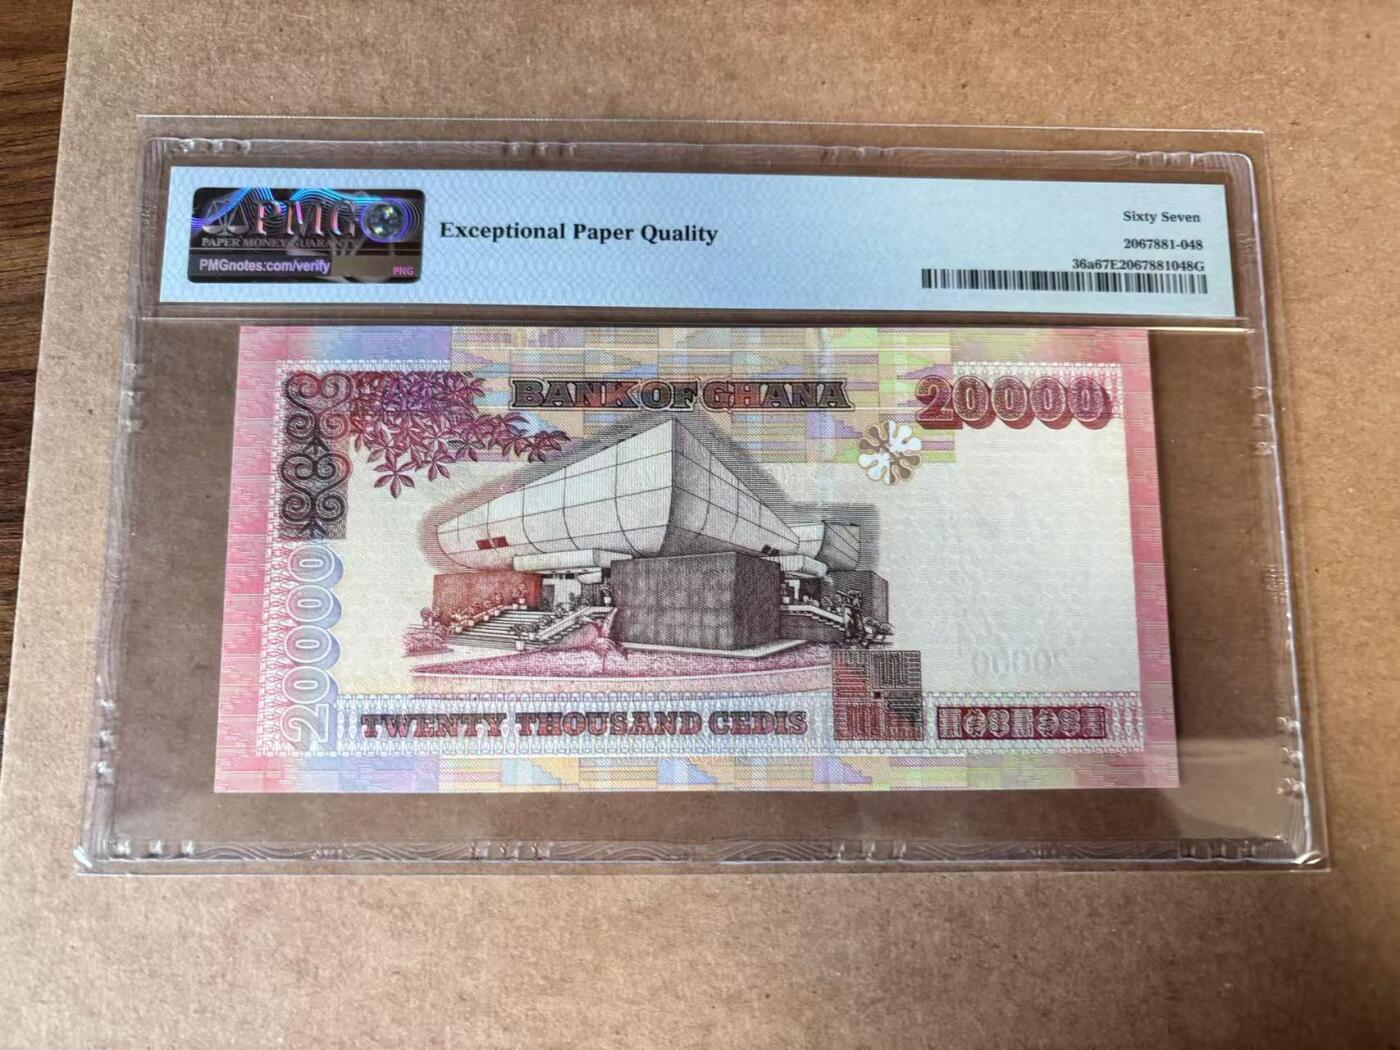 PMG
PAPER MONEY GUARANTY
PMGnotes.com/verify
PNG
Exceptional Paper Quality
Sixty Seven
2067881-048
36a67E2067881048G
BANK OF GHANA
20000
20000
TWENTY THOUSAND CEDIS